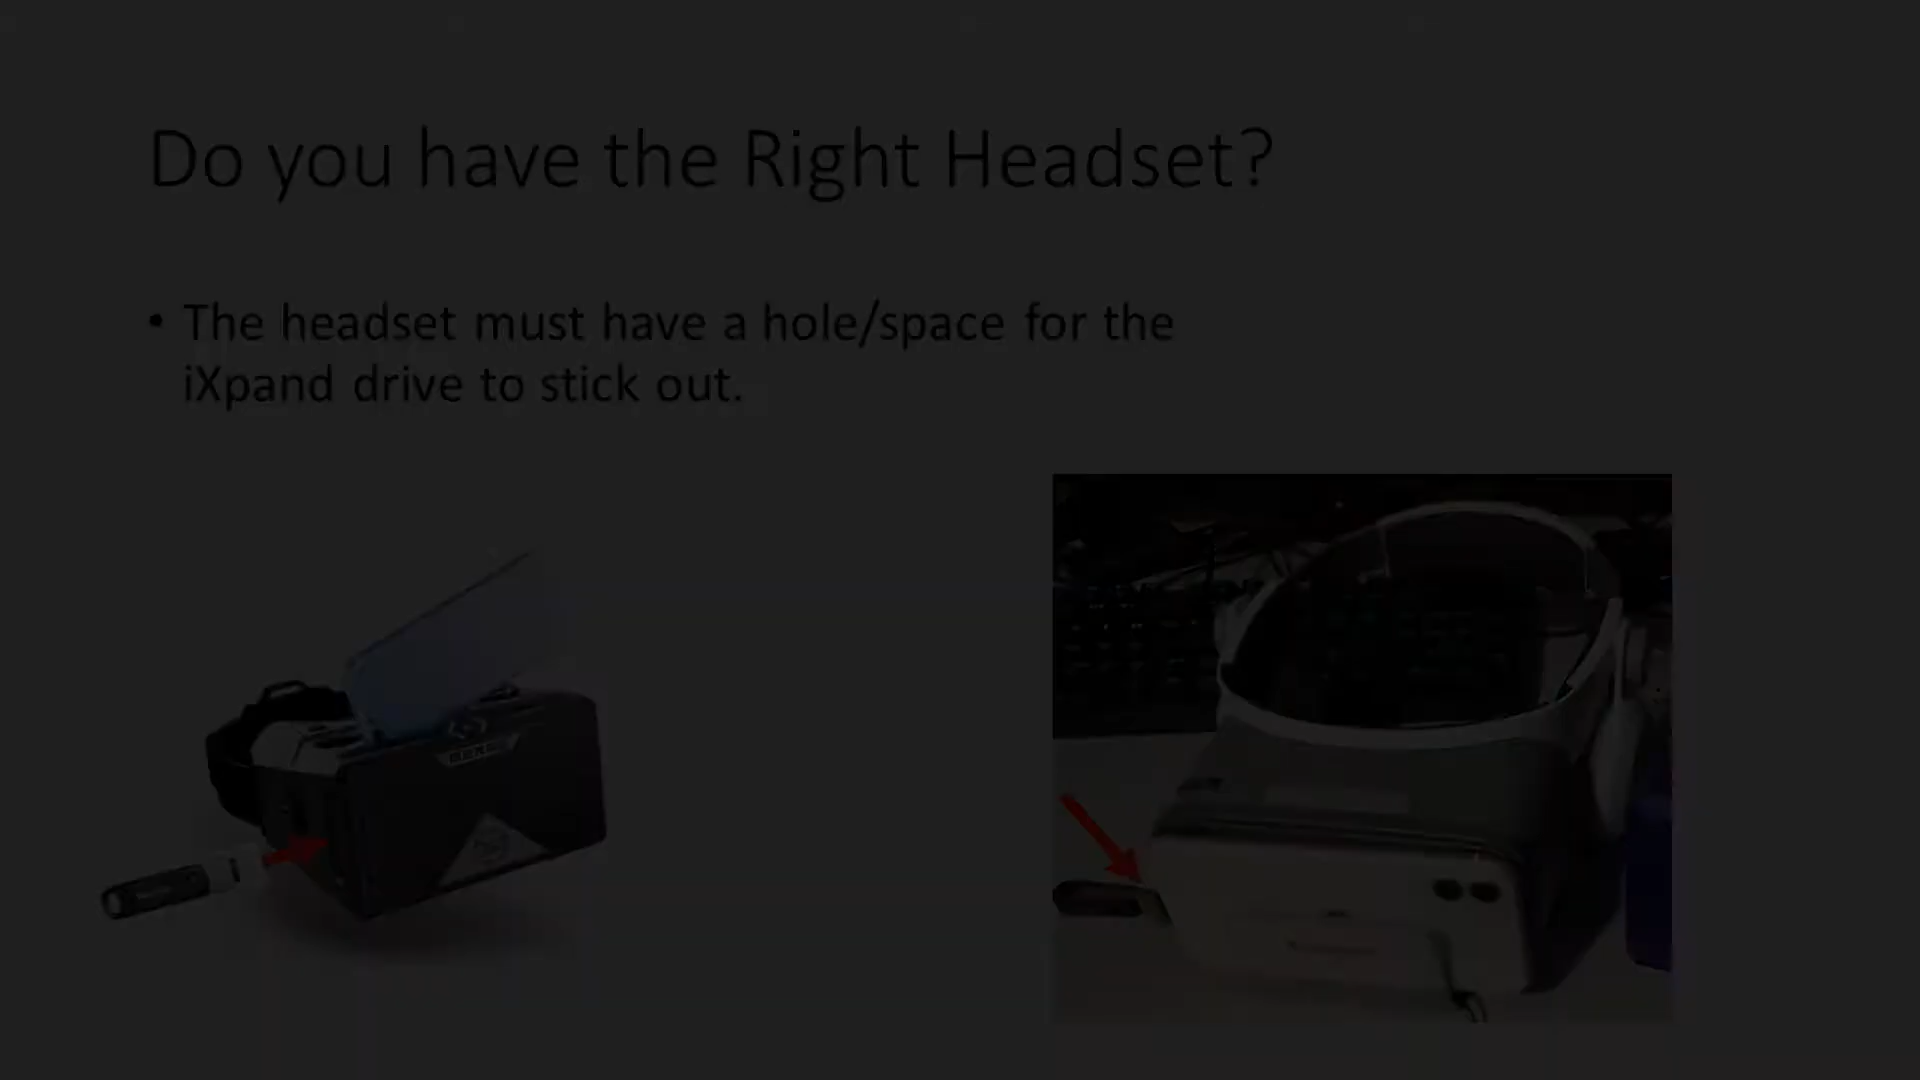 Do you have the Right Headset?
• The headset must have a hole/space for the
iXpand drive to stick out.